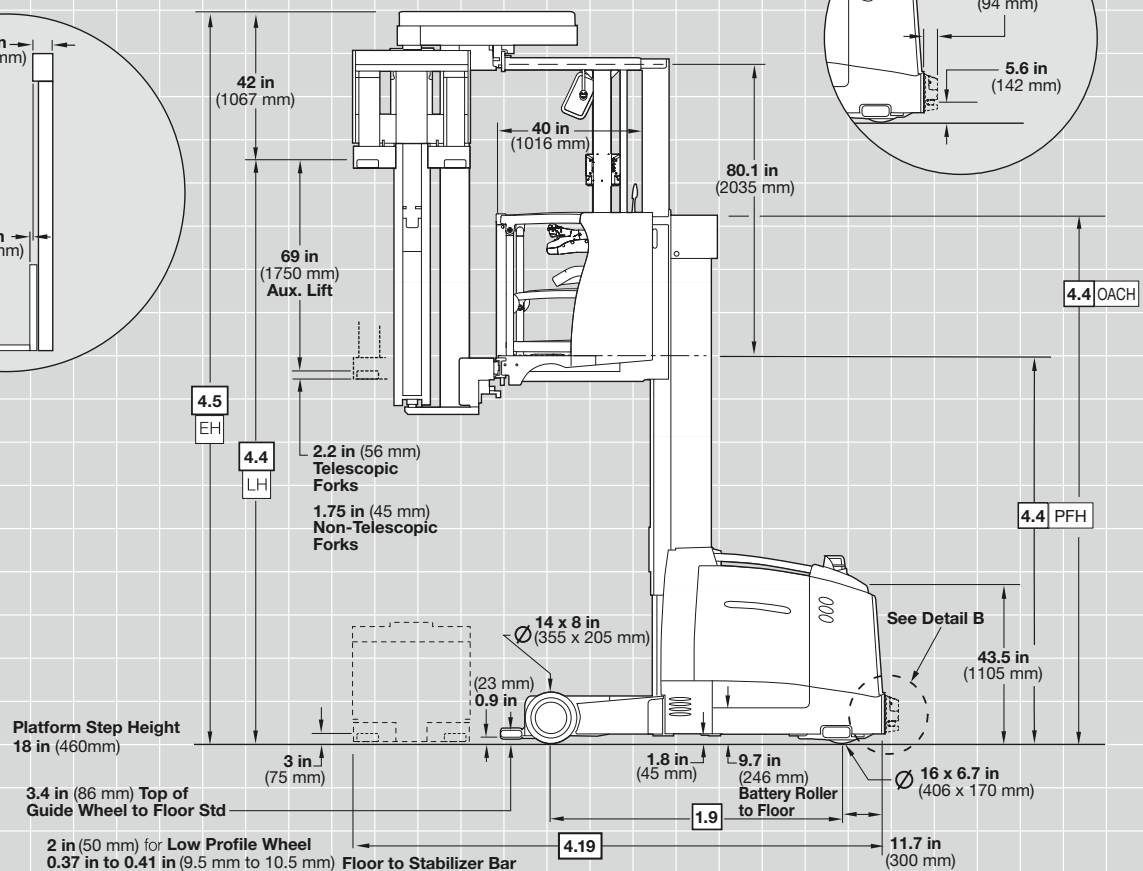 (94 mm)
5.6 in
(142 mm)
42 in
(1067 mm)
40 in
(1016 mm)
80.1 in
(2035 mm)
69 in
(1750 mm)
Aux. Lift
4.4 OACH
4.5
EH
4.4
LH
2.2 in (56 mm)
Telescopic
Forks
1.75 in (45 mm)
Non-Telescopic
Forks
4.4 PFH
14 x 8 in
Ø (355 x 205 mm)
See Detail B
43.5 in
(1105 mm)
(23 mm)
0.9 in
Platform Step Height
18 in (460mm)
3 in
(75 mm)
1.8 in
(45 mm)
9.7 in
(246 mm)
Battery Roller
to Floor
Ø 16 x 6.7 in
(406 x 170 mm)
3.4 in (86 mm) Top of
Guide Wheel to Floor Std
1.9
4.19
11.7 in
(300 mm)
2 in (50 mm) for Low Profile Wheel
0.37 in to 0.41 in (9.5 mm to 10.5 mm) Floor to Stabilizer Bar